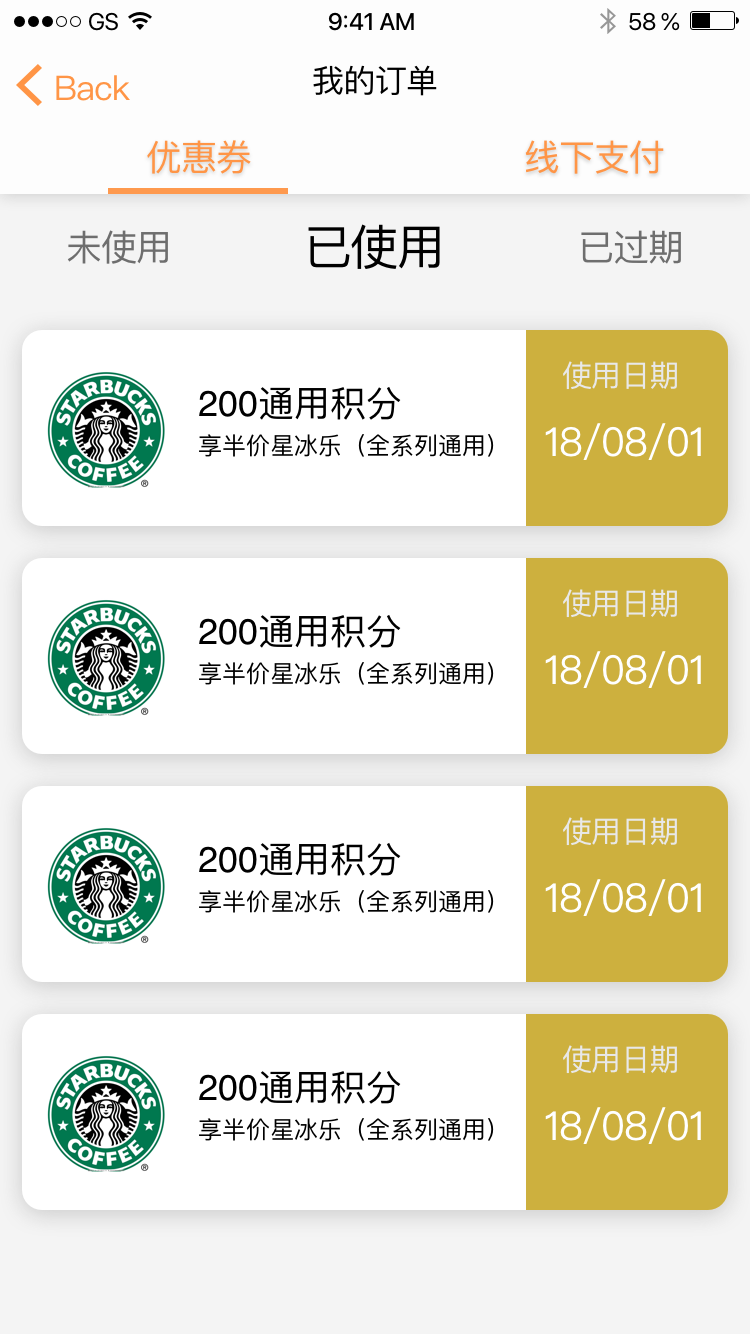 GS 9:41 AM 58 %
Back 我的订单
优惠券 线下支付
未使用 已使用 已过期
STARBUCKS COFFEE ®
200通用积分
享半价星冰乐（全系列通用）
使用日期
18/08/01
STARBUCKS COFFEE ®
200通用积分
享半价星冰乐（全系列通用）
使用日期
18/08/01
STARBUCKS COFFEE ®
200通用积分
享半价星冰乐（全系列通用）
使用日期
18/08/01
STARBUCKS COFFEE ®
200通用积分
享半价星冰乐（全系列通用）
使用日期
18/08/01